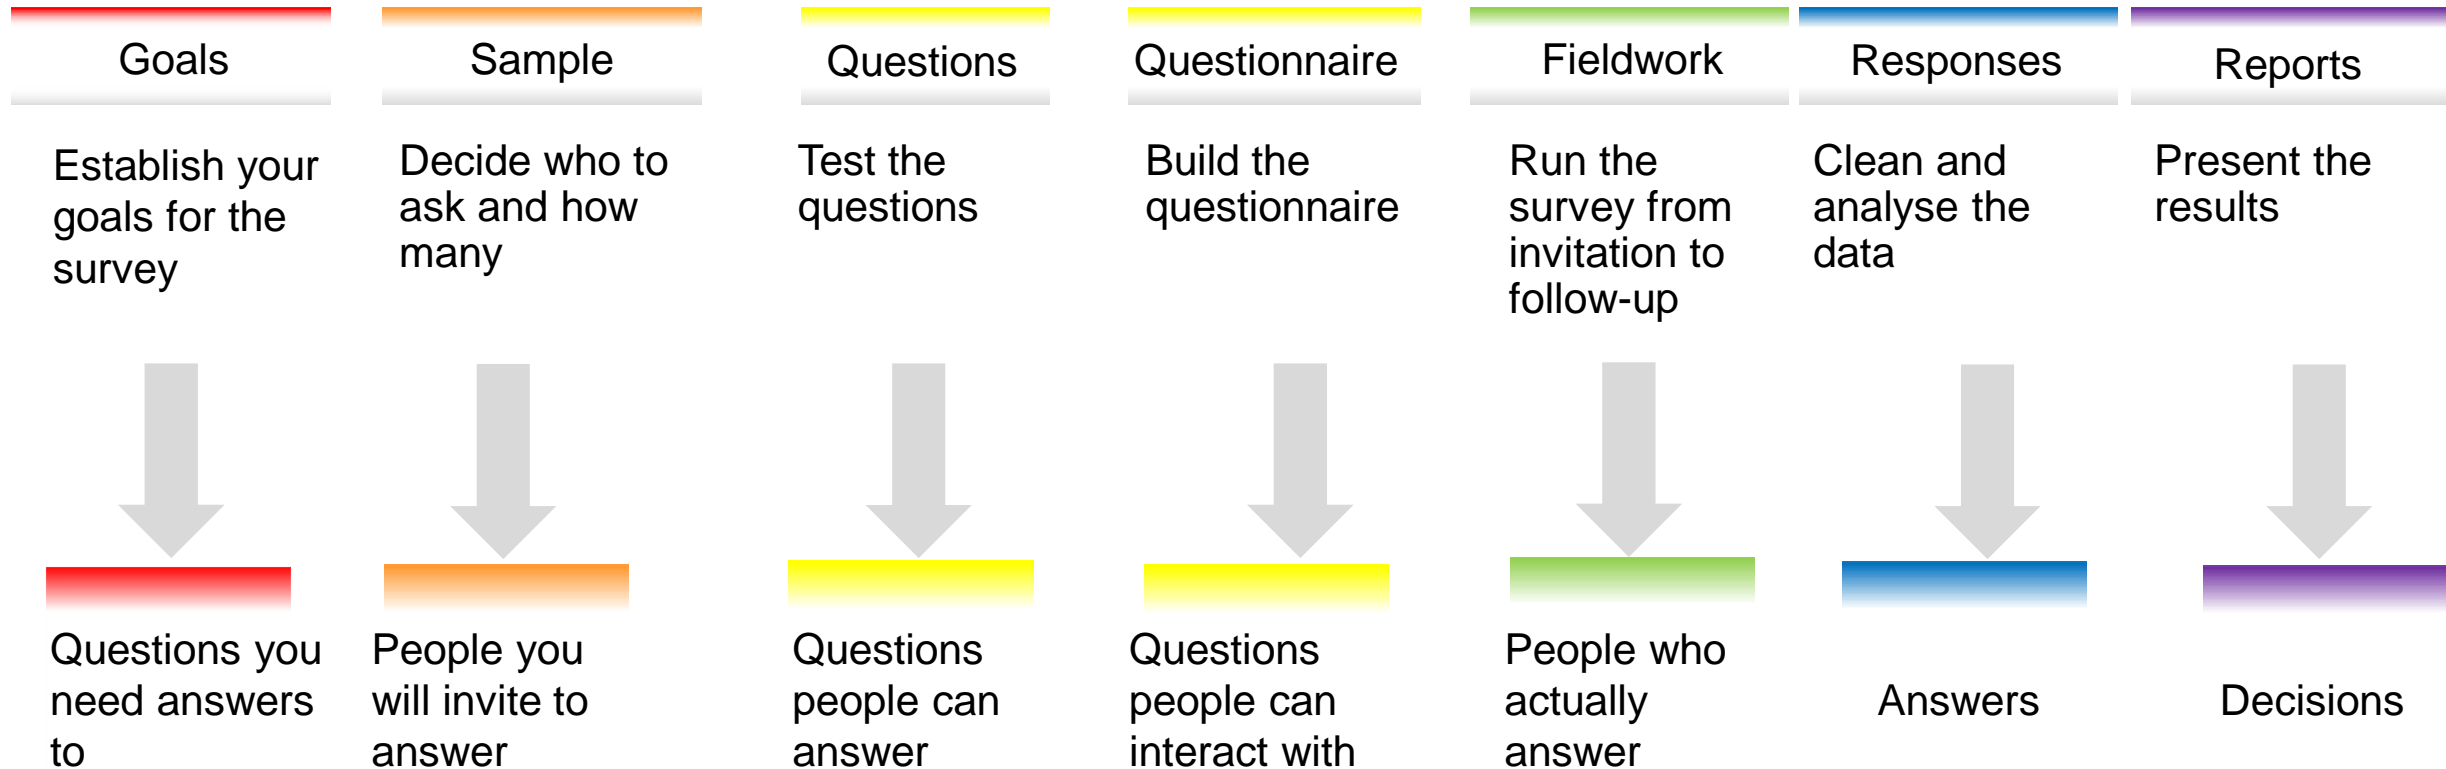 Goals
Sample
Questions
Questionnaire
Fieldwork
Responses
Reports
Establish your
goals for the
survey
Decide who to
ask and how
many
Test the
questions
Build the
questionnaire
Run the
survey from
invitation to
follow-up
Clean and
analyse the
data
Present the
results
Questions you
need answers
to
People you
will invite to
answer
Questions
people can
answer
Questions
people can
interact with
People who
actually
answer
Answers
Decisions